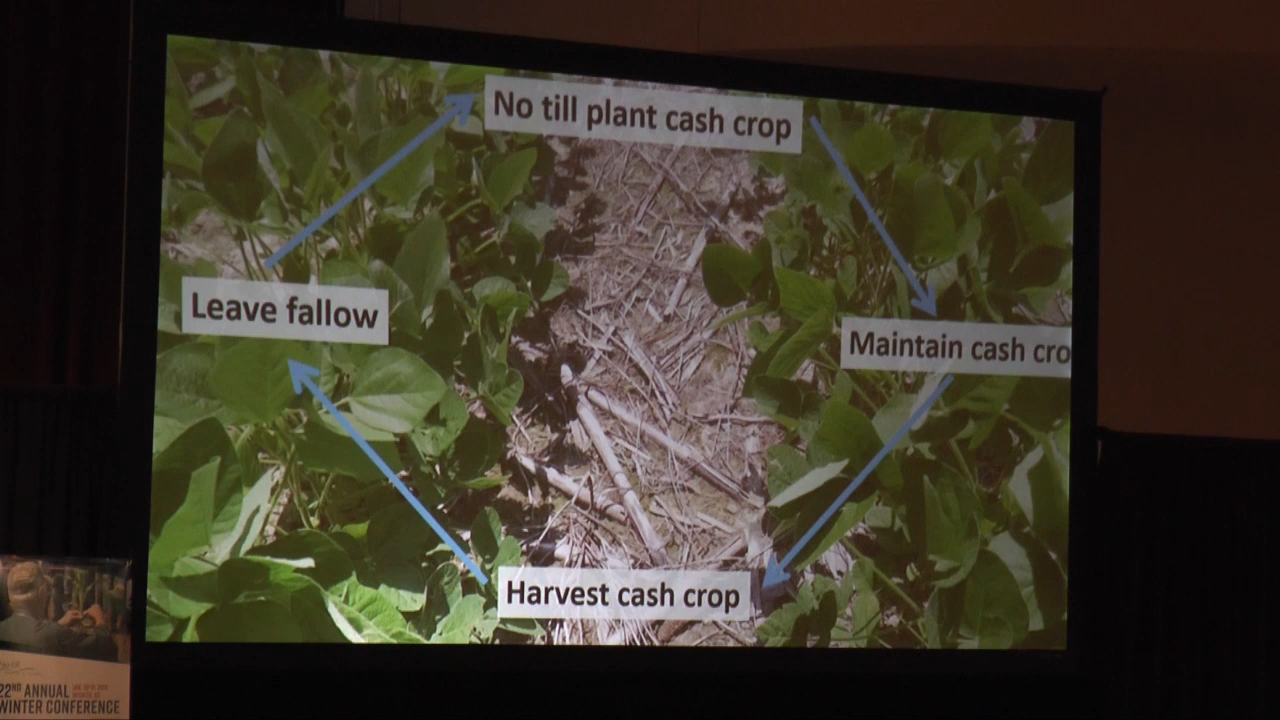 No till plant cash crop
Leave fallow
Maintain cash cro
Harvest cash crop
22ND ANNUAL
WINTER CONFERENCE